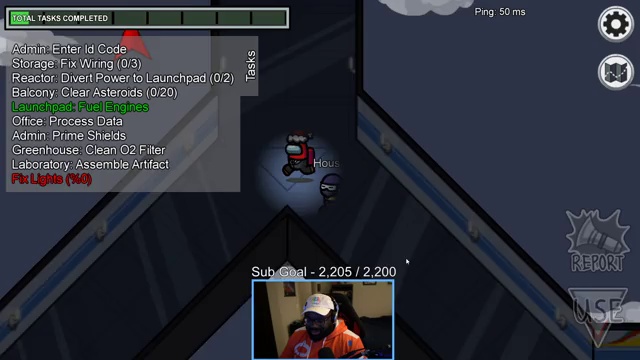 TOTAL TASKS COMPLETED
Ping: 50 ms
Admin: Enter Id Code
Storage: Fix Wiring (0/3)
Reactor: Divert Power to Launchpad (0/2)
Balcony: Clear Asteroids (0/20)
Launchpad: Fuel Engines
Office: Process Data
Admin: Prime Shields
Greenhouse: Clean O2 Filter
Laboratory: Assemble Artifact
Fix Lights (%0)
Tasks
Hous
REPORT
USE
Sub Goal - 2,205 / 2,200